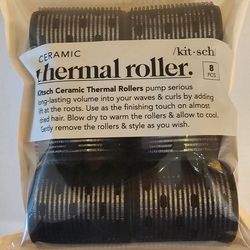 CERAMIC
/kit·sch/
thermal roller.
8
PCS
Kitsch Ceramic Thermal Rollers pump serious
long-lasting volume into your waves & curls by adding
lift at the roots. Use as the finishing touch on almost
dried hair. Blow dry to warm the rollers & allow to cool.
Gently remove the rollers & style as you wish.